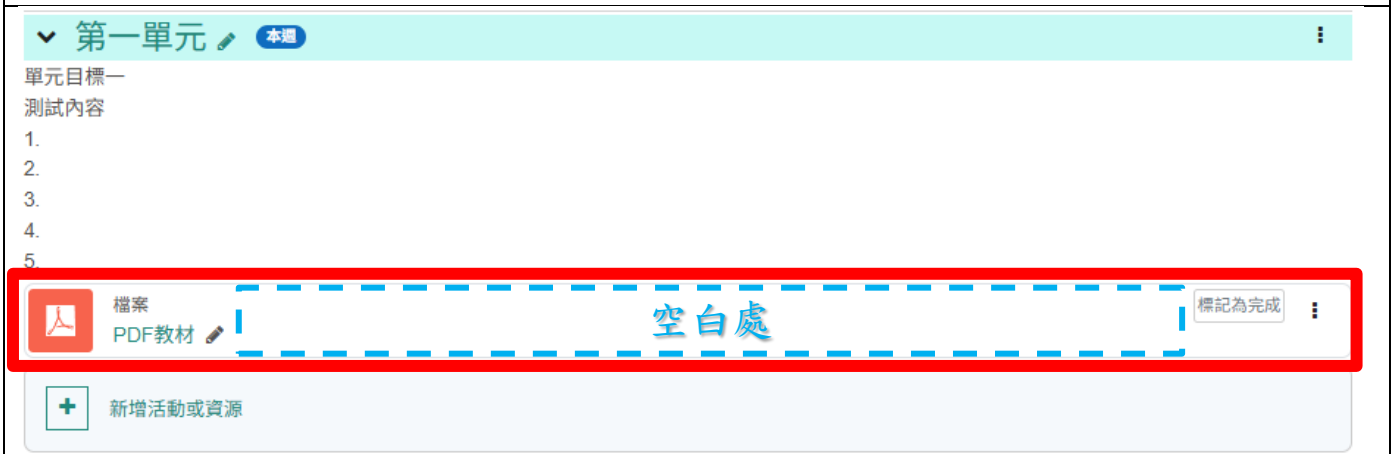 第一單元 本週
單元目標一
測試內容
1.
2.
3.
4.
5.
檔案
PDF教材
空白處
標記為完成
新增活動或資源